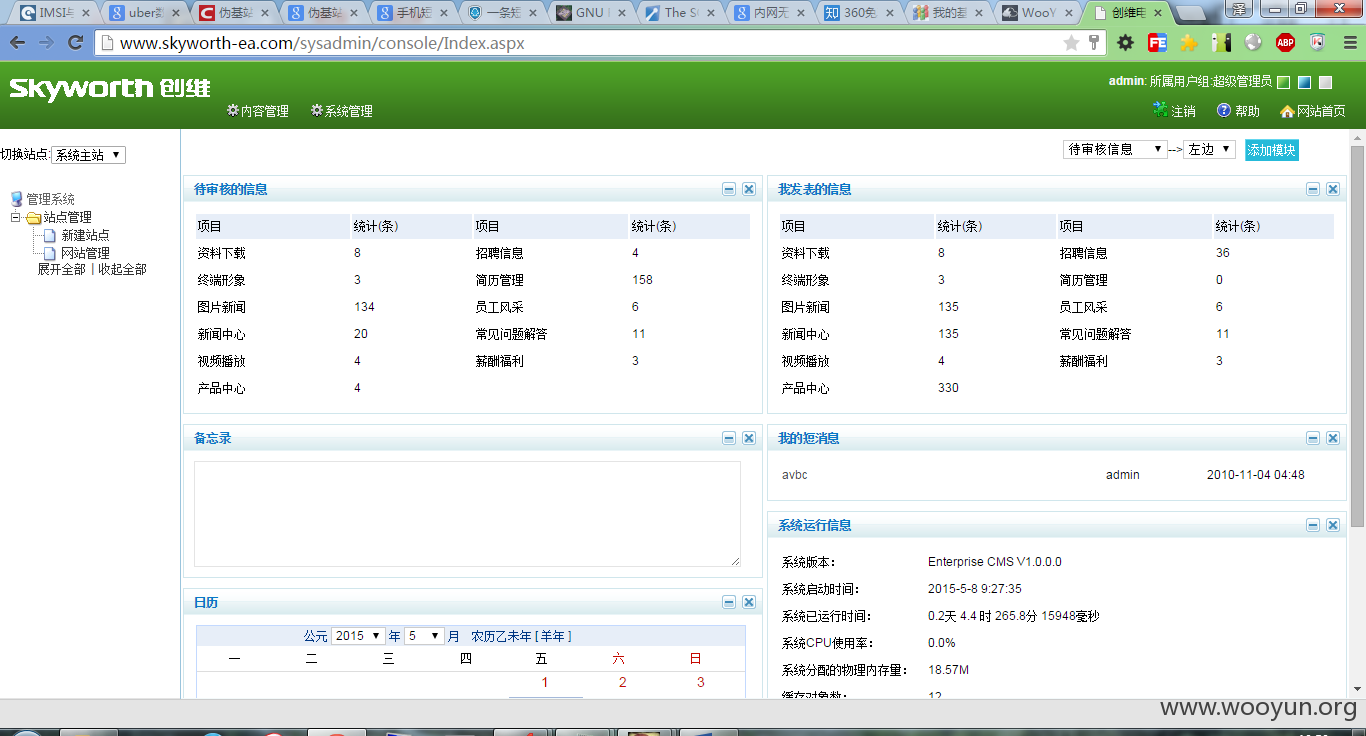 IMSI与
uber数
伪基站
伪基站
手机短
一条短
GNU
The S
内网无
360免
我的基
WooY
创维电
www.skyworth-ea.com/sysadmin/console/Index.aspx
Skyworth 创维
admin: 所属用户组:超级管理员
内容管理 系统管理
注销 帮助 网站首页
切换站点: 系统主站
待审核信息 --> 左边 添加模块
管理系统
站点管理
新建站点
网站管理
展开全部 | 收起全部
待审核的信息
项目 统计(条) 项目 统计(条)
资料下载 8 招聘信息 4
终端形象 3 简历管理 158
图片新闻 134 员工风采 6
新闻中心 20 常见问题解答 11
视频播放 4 薪酬福利 3
产品中心 4
我发表的信息
项目 统计(条) 项目 统计(条)
资料下载 8 招聘信息 36
终端形象 3 简历管理 0
图片新闻 135 员工风采 6
新闻中心 135 常见问题解答 11
视频播放 4 薪酬福利 3
产品中心 330
备忘录
我的短消息
avbc admin 2010-11-04 04:48
系统运行信息
系统版本: Enterprise CMS V1.0.0.0
系统启动时间: 2015-5-8 9:27:35
系统已运行时间: 0.2天 4.4 时 265.8分 15948毫秒
系统CPU使用率: 0.0%
系统分配的物理内存量: 18.57M
缓存对象数: 12
日历
公元 2015 年 5 月 农历乙未年 [ 羊年 ]
一 二 三 四 五 六 日
1 2 3
www.wooyun.org